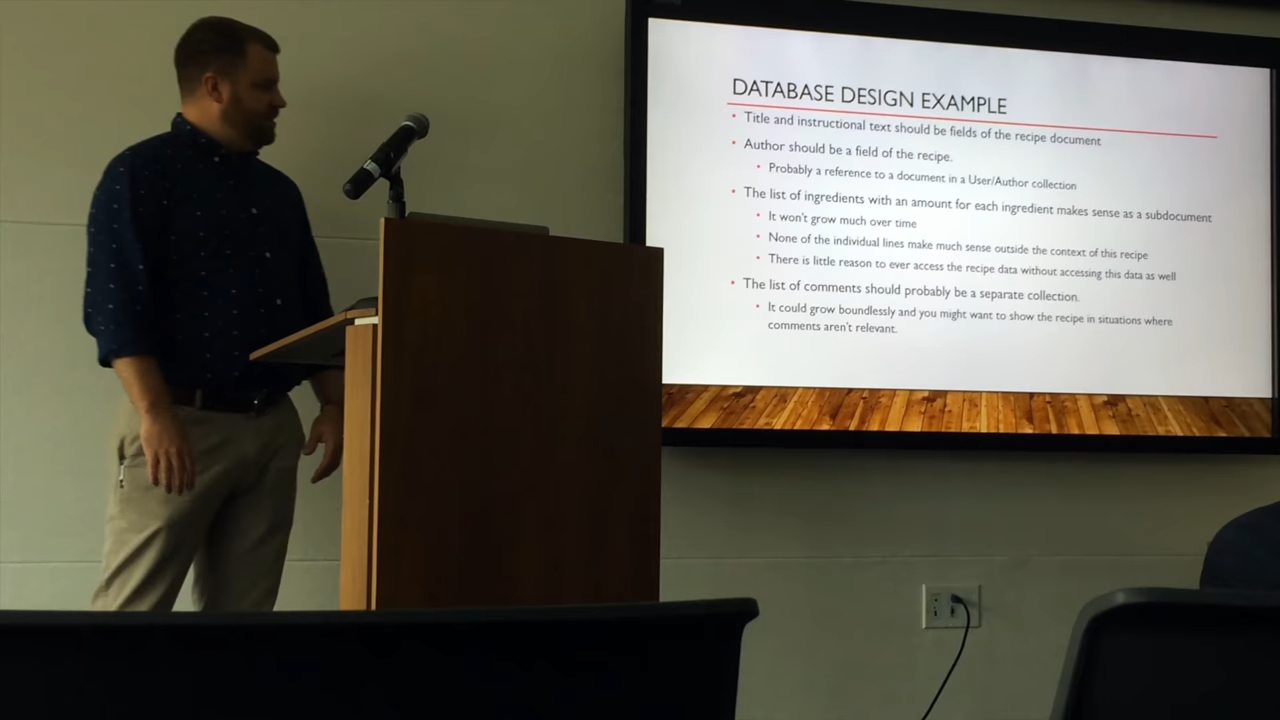 DATABASE DESIGN EXAMPLE
• Title and instructional text should be fields of the recipe document
• Author should be a field of the recipe.
• Probably a reference to a document in a User/Author collection
• The list of ingredients with an amount for each ingredient makes sense as a subdocument
• It won't grow much over time
• None of the individual lines make much sense outside the context of this recipe
• There is little reason to ever access the recipe data without accessing this data as well
• The list of comments should probably be a separate collection.
• It could grow boundlessly and you might want to show the recipe in situations where
comments aren't relevant.